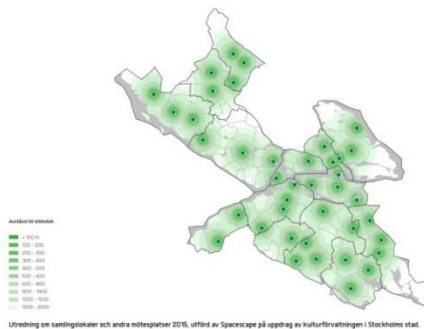 Avstånd till bibliotek
< 100 m
100 - 200
200 - 300
300 - 400
400 - 500
500 - 600
600 - 800
800 - 1000
1000 - 1500
1500 - 2000
Utredning om samlingslokaler och andra mötesplatser 2015, utförd av Spacescape på uppdrag av kulturförvaltningen i Stockholms stad.